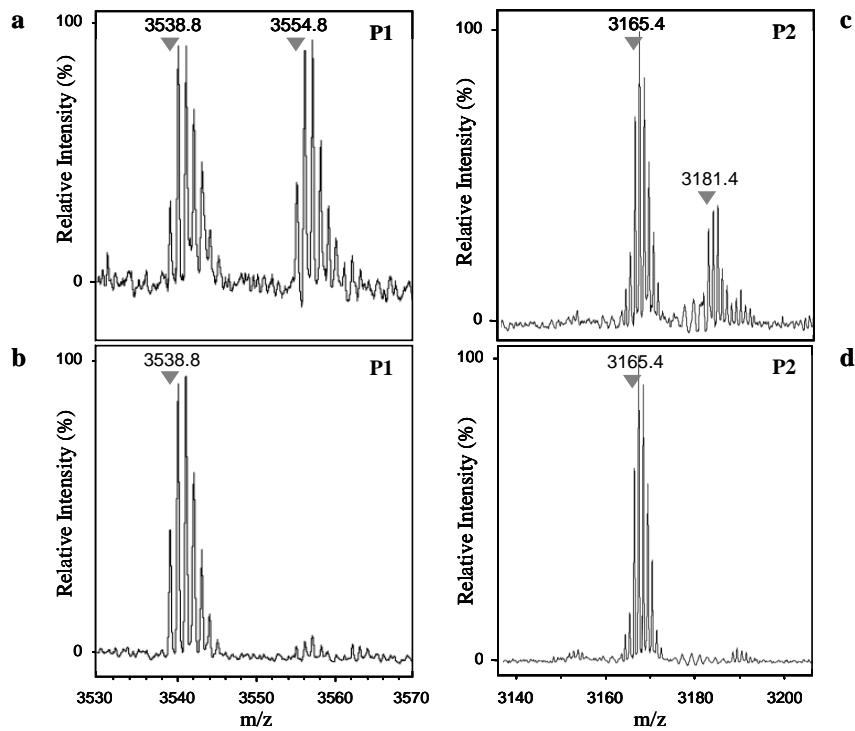 a
100
3538.8
3554.8
P1
Relative Intensity (%)
0
c
100
3165.4
P2
3181.4
Relative Intensity (%)
0
b
100
3538.8
P1
Relative Intensity (%)
0
3530 3540 3550 3560 3570
m/z
d
100
3165.4
P2
Relative Intensity (%)
0
3140 3160 3180 3200
m/z